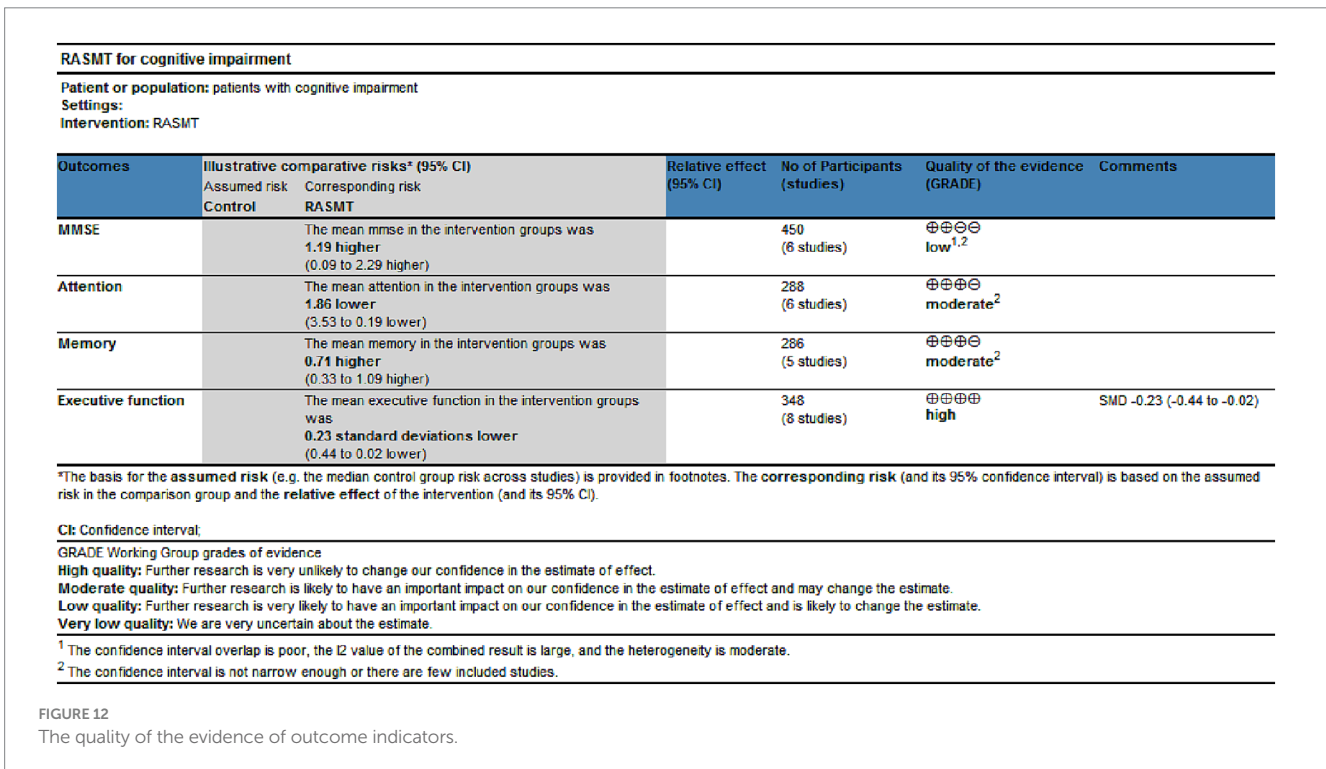 RASMT for cognitive impairment
Patient or population: patients with cognitive impairment
Settings:
Intervention: RASMT
Outcomes Illustrative comparative risks* (95% CI) Relative effect No of Participants Quality of the evidence Comments
Assumed risk Corresponding risk (95% CI) (studies) (GRADE)
Control RASMT
MMSE The mean mmse in the intervention groups was 450 ⊕⊕⊖⊖
1.19 higher (6 studies) low1,2
(0.09 to 2.29 higher)
Attention The mean attention in the intervention groups was 288 ⊕⊕⊕⊖
1.86 lower (6 studies) moderate2
(3.53 to 0.19 lower)
Memory The mean memory in the intervention groups was 286 ⊕⊕⊕⊖
0.71 higher (5 studies) moderate2
(0.33 to 1.09 higher)
Executive function The mean executive function in the intervention groups 348 ⊕⊕⊕⊕ SMD -0.23 (-0.44 to -0.02)
was (8 studies) high
0.23 standard deviations lower
(0.44 to 0.02 lower)
*The basis for the assumed risk (e.g. the median control group risk across studies) is provided in footnotes. The corresponding risk (and its 95% confidence interval) is based on the assumed
risk in the comparison group and the relative effect of the intervention (and its 95% CI).
CI: Confidence interval;
GRADE Working Group grades of evidence
High quality: Further research is very unlikely to change our confidence in the estimate of effect.
Moderate quality: Further research is likely to have an important impact on our confidence in the estimate of effect and may change the estimate.
Low quality: Further research is very likely to have an important impact on our confidence in the estimate of effect and is likely to change the estimate.
Very low quality: We are very uncertain about the estimate.
1 The confidence interval overlap is poor, the I2 value of the combined result is large, and the heterogeneity is moderate.
2 The confidence interval is not narrow enough or there are few included studies.
FIGURE 12
The quality of the evidence of outcome indicators.